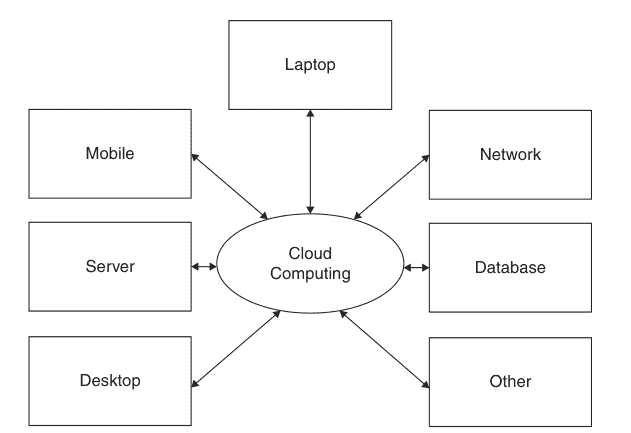 Laptop
Mobile
Network
Cloud
Computing
Server
Database
Desktop
Other